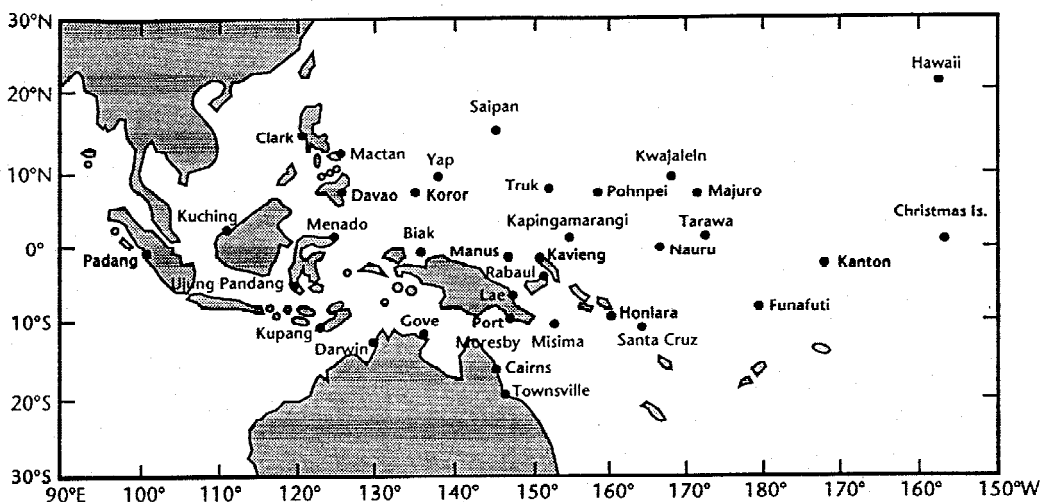 30°N
Hawaii
20°N
Saipan
Clark
Mactan
Yap
Kwajalein
10°N
Davao
Koror
Truk
Pohnpei
Majuro
Kuching
Menado
Biak
Kapingamarangi
Tarawa
Christmas Is.
0°
Padang
Manus
Kavieng
Nauru
Kanton
Ujung Pandang
Rabaul
Lae
Funafuti
10°S
Kupang
Gove
Port
Moresby
Misima
Honiara
Santa Cruz
Darwin
Cairns
Townsville
20°S
30°S
90°E 100° 110° 120° 130° 140° 150° 160° 170° 180° 170° 160° 150°W